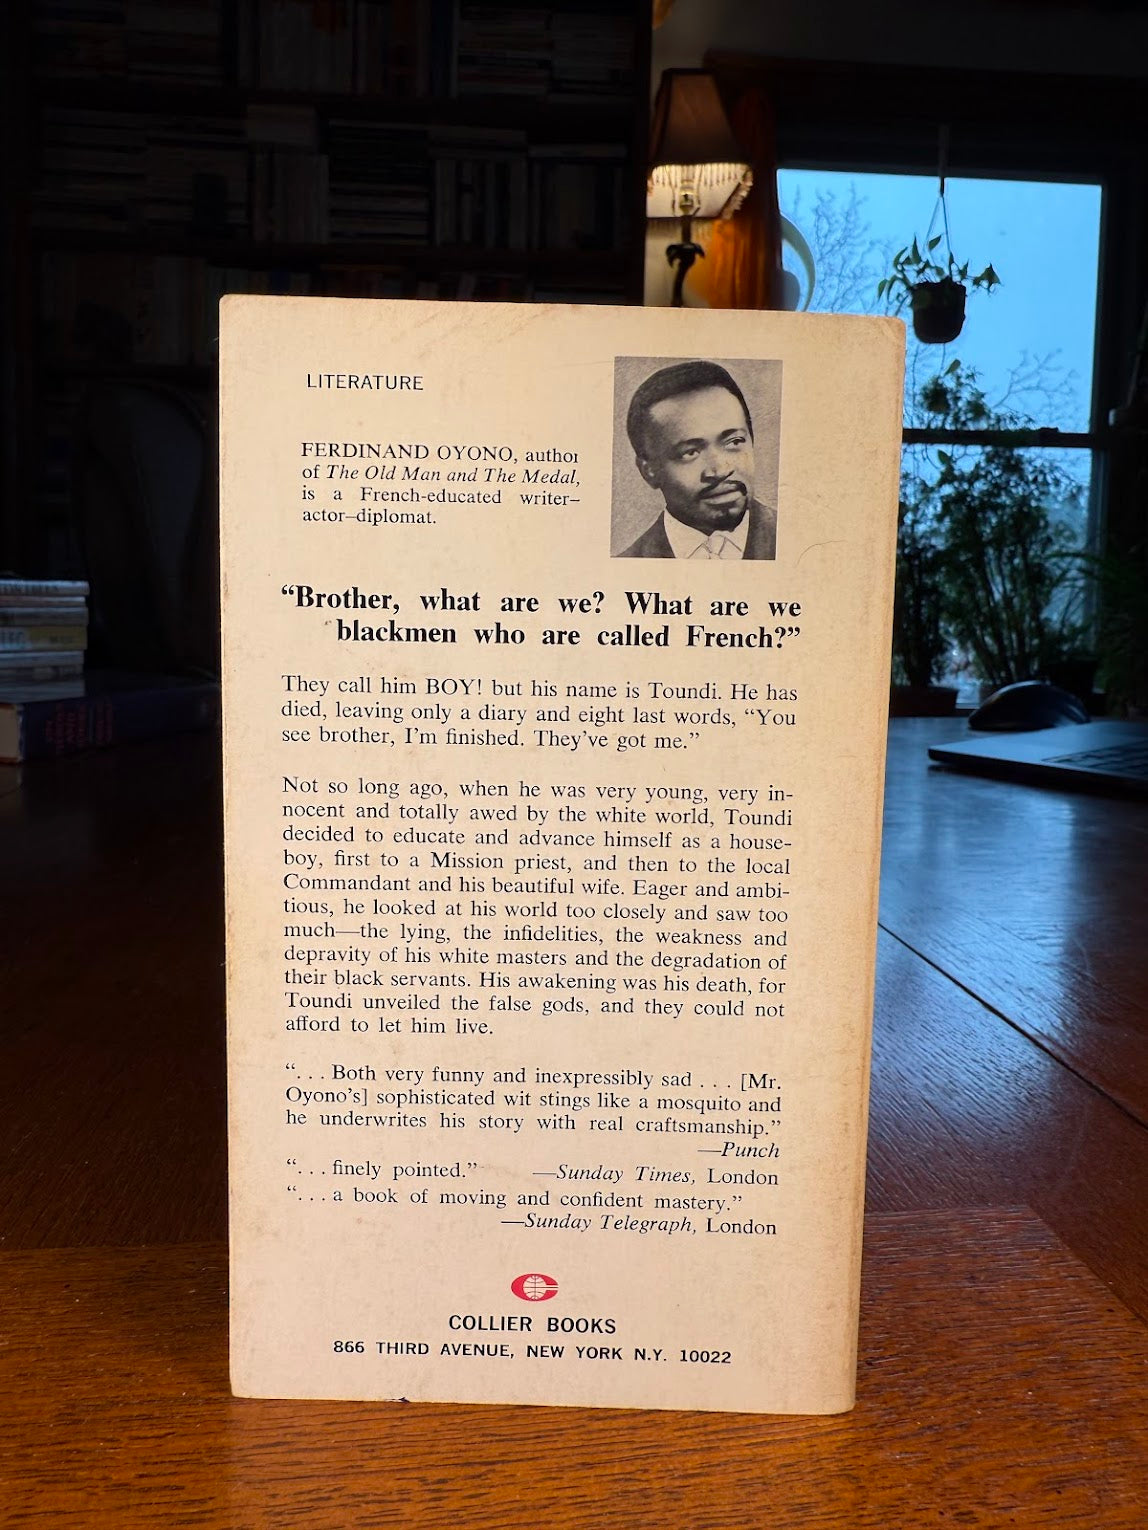 LITERATURE
FERDINAND OYONO, author
of The Old Man and The Medal,
is a French-educated writer–
actor–diplomat.
“Brother, what are we? What are we
blackmen who are called French?”
They call him BOY! but his name is Toundi. He has
died, leaving only a diary and eight last words, “You
see brother, I’m finished. They’ve got me.”
Not so long ago, when he was very young, very in-
nocent and totally awed by the white world, Toundi
decided to educate and advance himself as a house-
boy, first to a Mission priest, and then to the local
Commandant and his beautiful wife. Eager and ambi-
tious, he looked at his world too closely and saw too
much—the lying, the infidelities, the weakness and
depravity of his white masters and the degradation of
their black servants. His awakening was his death, for
Toundi unveiled the false gods, and they could not
afford to let him live.
“. . . Both very funny and inexpressibly sad . . . [Mr.
Oyono’s] sophisticated wit stings like a mosquito and
he underwrites his story with real craftsmanship.”
—Punch
“. . . finely pointed.” —Sunday Times, London
“. . . a book of moving and confident mastery.”
—Sunday Telegraph, London
COLLIER BOOKS
866 THIRD AVENUE, NEW YORK N.Y. 10022